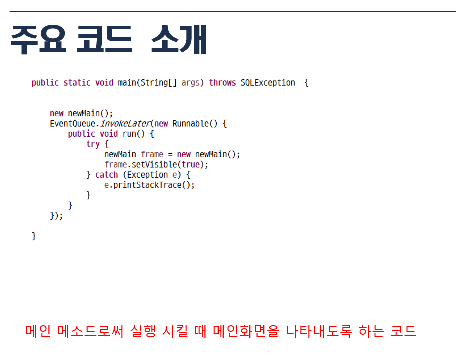 주요 코드 소개
public static void main(String[] args) throws SQLException {
new newMain();
EventQueue.invokeLater(new Runnable() {
public void run() {
try {
newMain frame = new newMain();
frame.setVisible(true);
} catch (Exception e) {
e.printStackTrace();
}
}
});
}
메인 메소드로써 실행 시킬 때 메인화면을 나타내도록 하는 코드